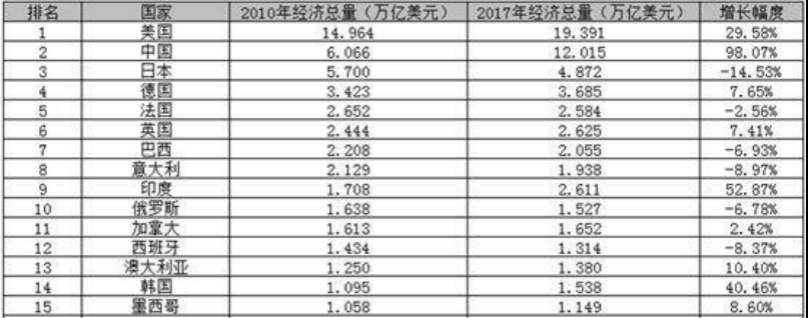 排名 国家 2010年经济总量（万亿美元） 2017年经济总量（万亿美元） 增长幅度
1 美国 14.964 19.391 29.58%
2 中国 6.066 12.015 98.07%
3 日本 5.700 4.872 -14.53%
4 德国 3.423 3.685 7.65%
5 法国 2.652 2.584 -2.56%
6 英国 2.444 2.625 7.41%
7 巴西 2.208 2.055 -6.93%
8 意大利 2.129 1.938 -8.97%
9 印度 1.708 2.611 52.87%
10 俄罗斯 1.638 1.527 -6.78%
11 加拿大 1.613 1.652 2.42%
12 西班牙 1.434 1.314 -8.37%
13 澳大利亚 1.250 1.380 10.40%
14 韩国 1.095 1.538 40.46%
15 墨西哥 1.058 1.149 8.60%